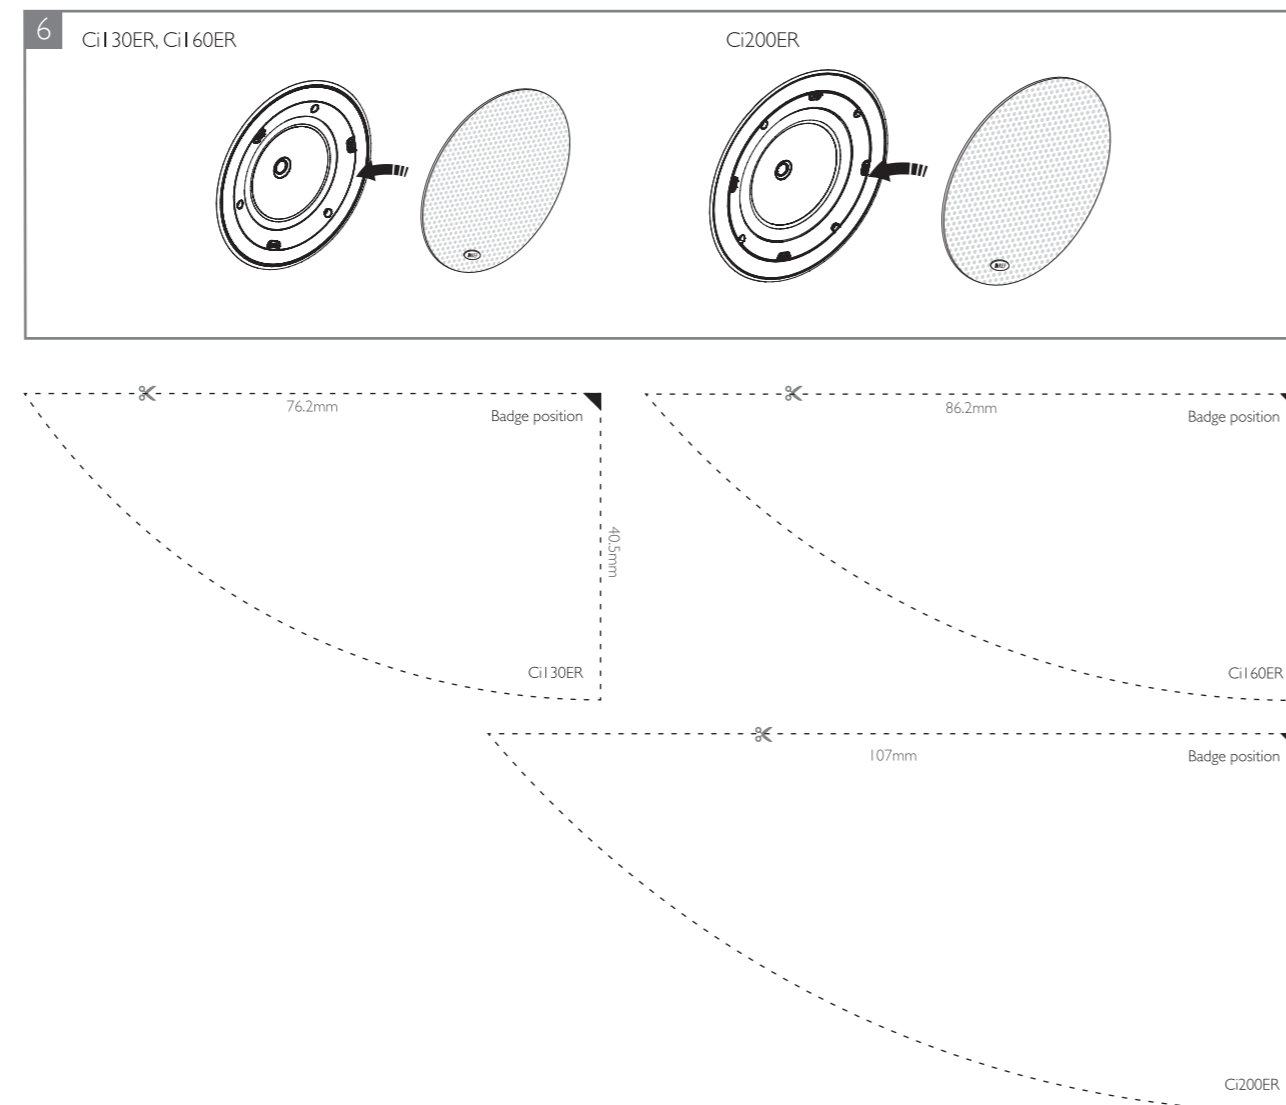 6
Ci130ER, Ci160ER
Ci200ER
76.2mm
Badge position
40.5mm
Ci130ER
86.2mm
Badge position
Ci160ER
107mm
Badge position
Ci200ER